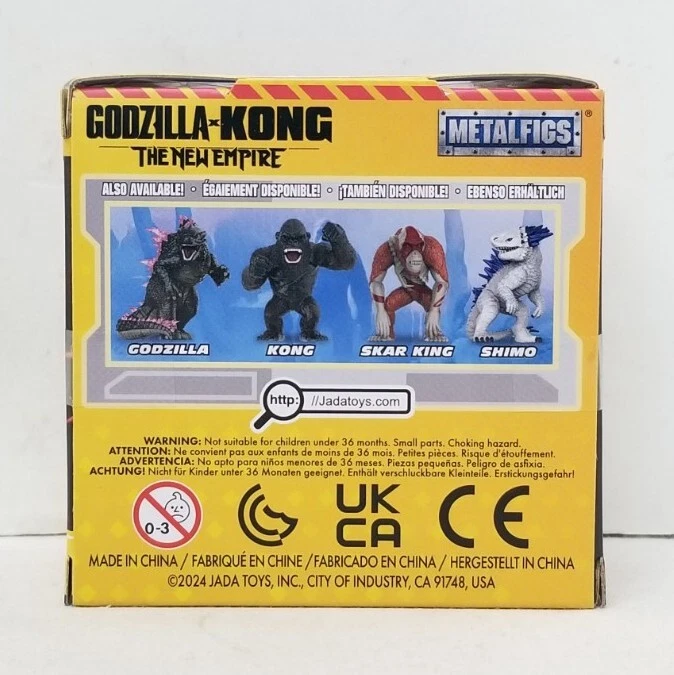 GODZILLA x KONG
THE NEW EMPIRE
METALFIGS®
ALSO AVAILABLE! • ÉGAIEMENT DISPONIBLE! • ¡TAMBIÉN DISPONIBLE! • EBENSO ERHÄLTLICH
GODZILLA KONG SKAR KING SHIMO
http: //Jadatoys.com
WARNING: Not suitable for children under 36 months. Small parts. Choking hazard.
ATTENTION: Ne convient pas aux enfants de moins de 36 mois. Petites pièces. Risque d'étouffement.
ADVERTENCIA: No apto para niños menores de 36 meses. Piezas pequeñas. Peligro de asfixia.
ACHTUNG! Nicht für Kinder unter 36 Monaten geeignet. Enthält verschluckbare Kleinteile. Erstickungsgefahr!
0-3 UK CA CE
MADE IN CHINA / FABRIQUÉ EN CHINE / FABRICADO EN CHINA / HERGESTELLT IN CHINA
©2024 JADA TOYS, INC., CITY OF INDUSTRY, CA 91748, USA